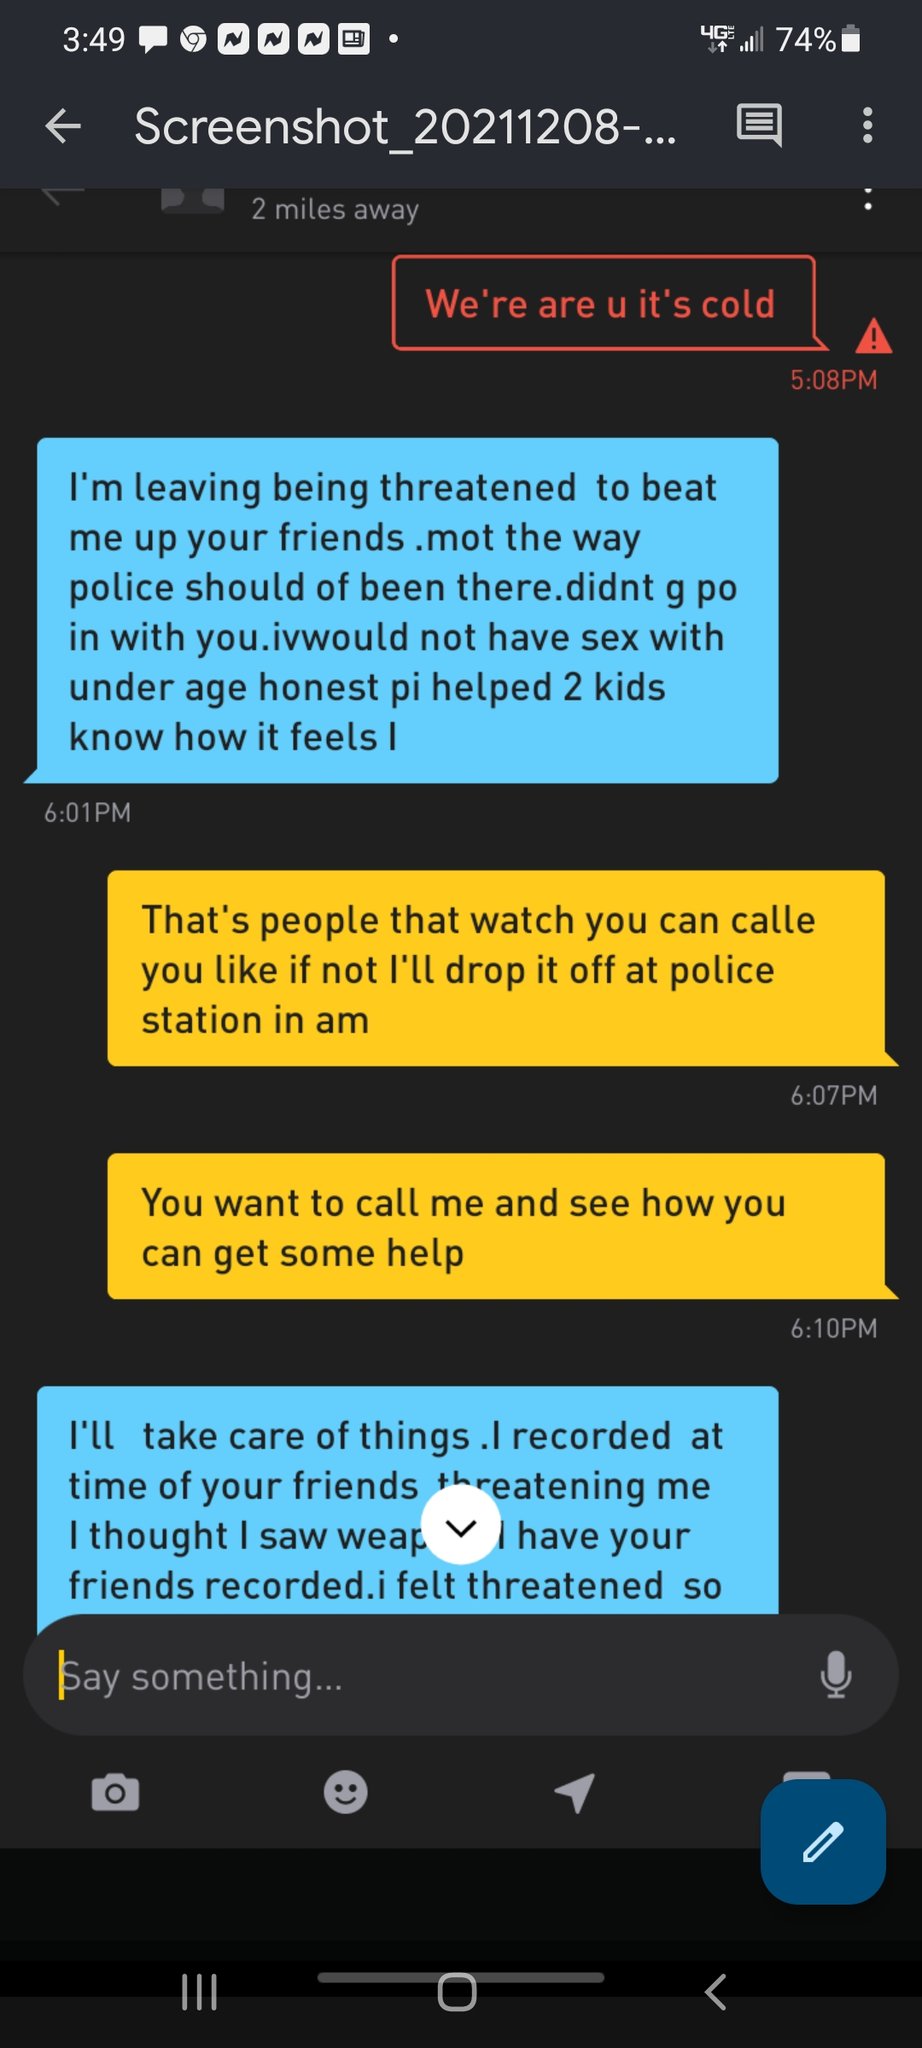 3:49
4G LTE 74%
Screenshot_20211208-...
2 miles away
We're are u it's cold
5:08PM
I'm leaving being threatened  to beat
me up your friends .mot the way
police should of been there.didnt g po
in with you.ivwould not have sex with
under age honest pi helped 2 kids
know how it feels I
6:01PM
That's people that watch you can calle
you like if not I'll drop it off at police
station in am
6:07PM
You want to call me and see how you
can get some help
6:10PM
I'll   take care of things .I recorded  at
time of your friends  threatening me
I thought I saw weap I have your
friends recorded.i felt threatened  so
Say something...